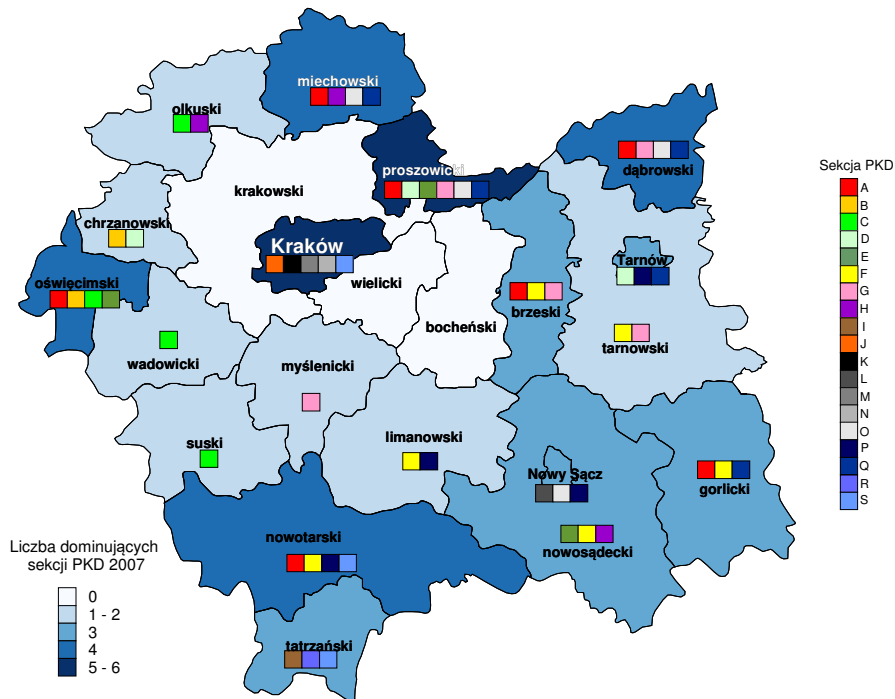 miechowski
olkuski
proszowicki
dąbrowski
Sekcja PKD
krakowski
chrzanowski
Kraków
Tarnów
wielicki
oświęcimski
brzeski
bocheński
tarnowski
wadowicki
myślenicki
limanowski
suski
Nowy Sącz
gorlicki
nowosądecki
nowotarski
tatrzański
A
B
C
D
E
F
G
H
I
J
K
L
M
N
O
P
Q
R
S
Liczba dominujących
sekcji PKD 2007
0
1 - 2
3
4
5 - 6